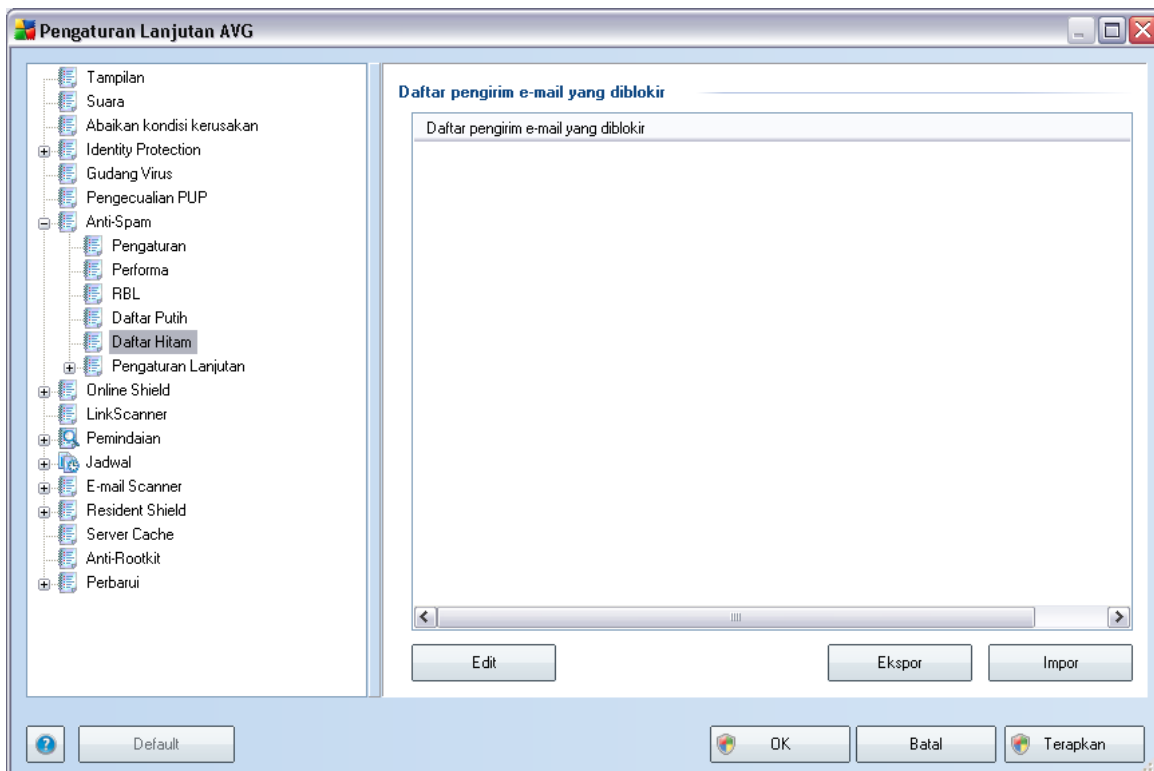 Pengaturan Lanjutan AVG
Tampilan
Suara
Abaikan kondisi kerusakan
Identity Protection
Gudang Virus
Pengecualian PUP
Anti-Spam
Pengaturan
Performa
RBL
Daftar Putih
Daftar Hitam
Pengaturan Lanjutan
Online Shield
LinkScanner
Pemindaian
Jadwal
E-mail Scanner
Resident Shield
Server Cache
Anti-Rootkit
Perbarui
Daftar pengirim e-mail yang diblokir
Daftar pengirim e-mail yang diblokir
Edit Ekspor Impor
? Default OK Batal Terapkan